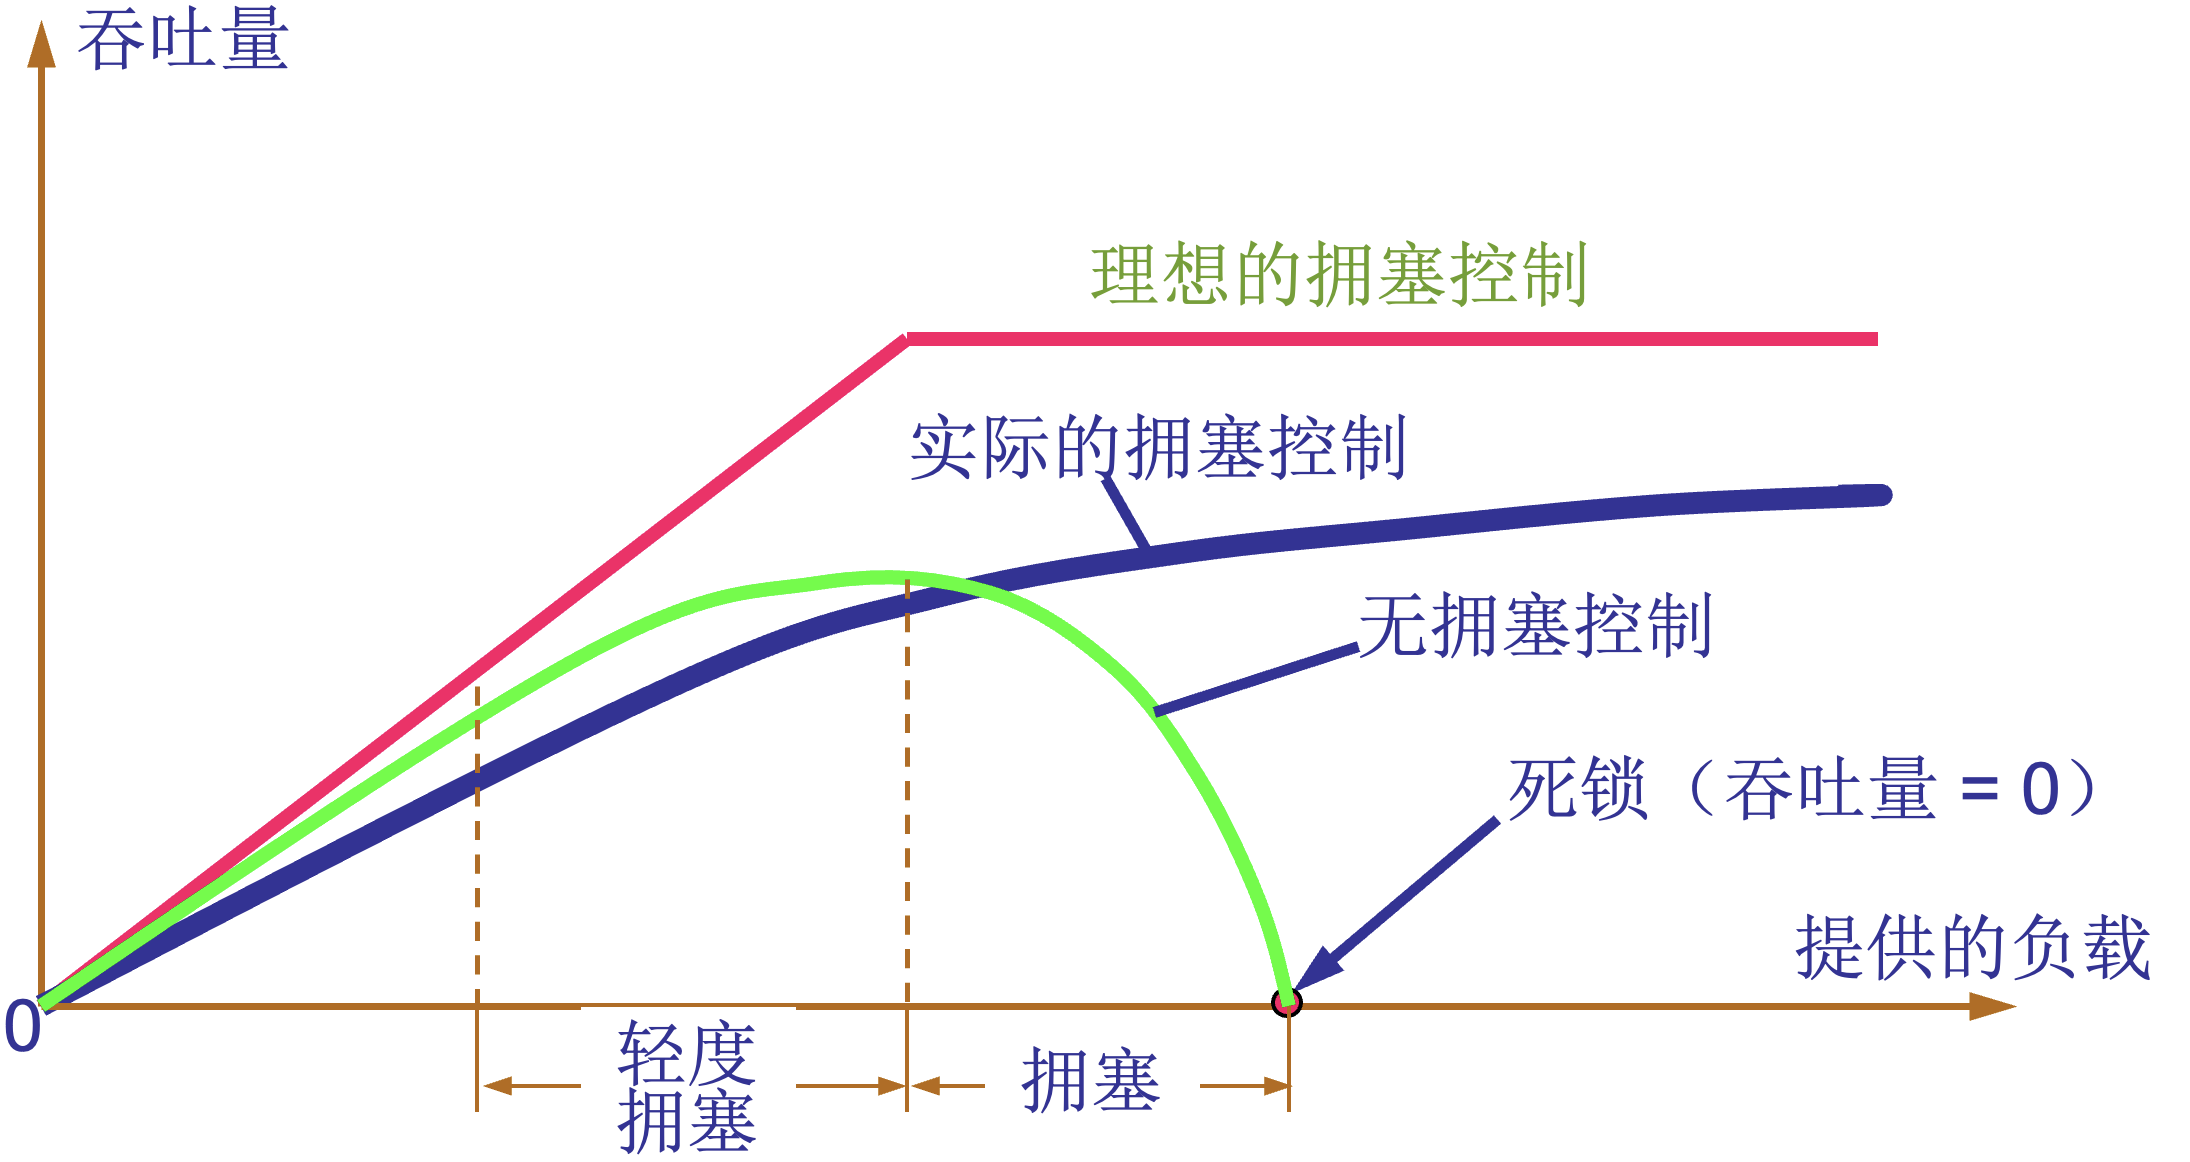 吞吐量
理想的拥塞控制
实际的拥塞控制
无拥塞控制
死锁（吞吐量 = 0）
提供的负载
0
轻度
拥塞
拥塞